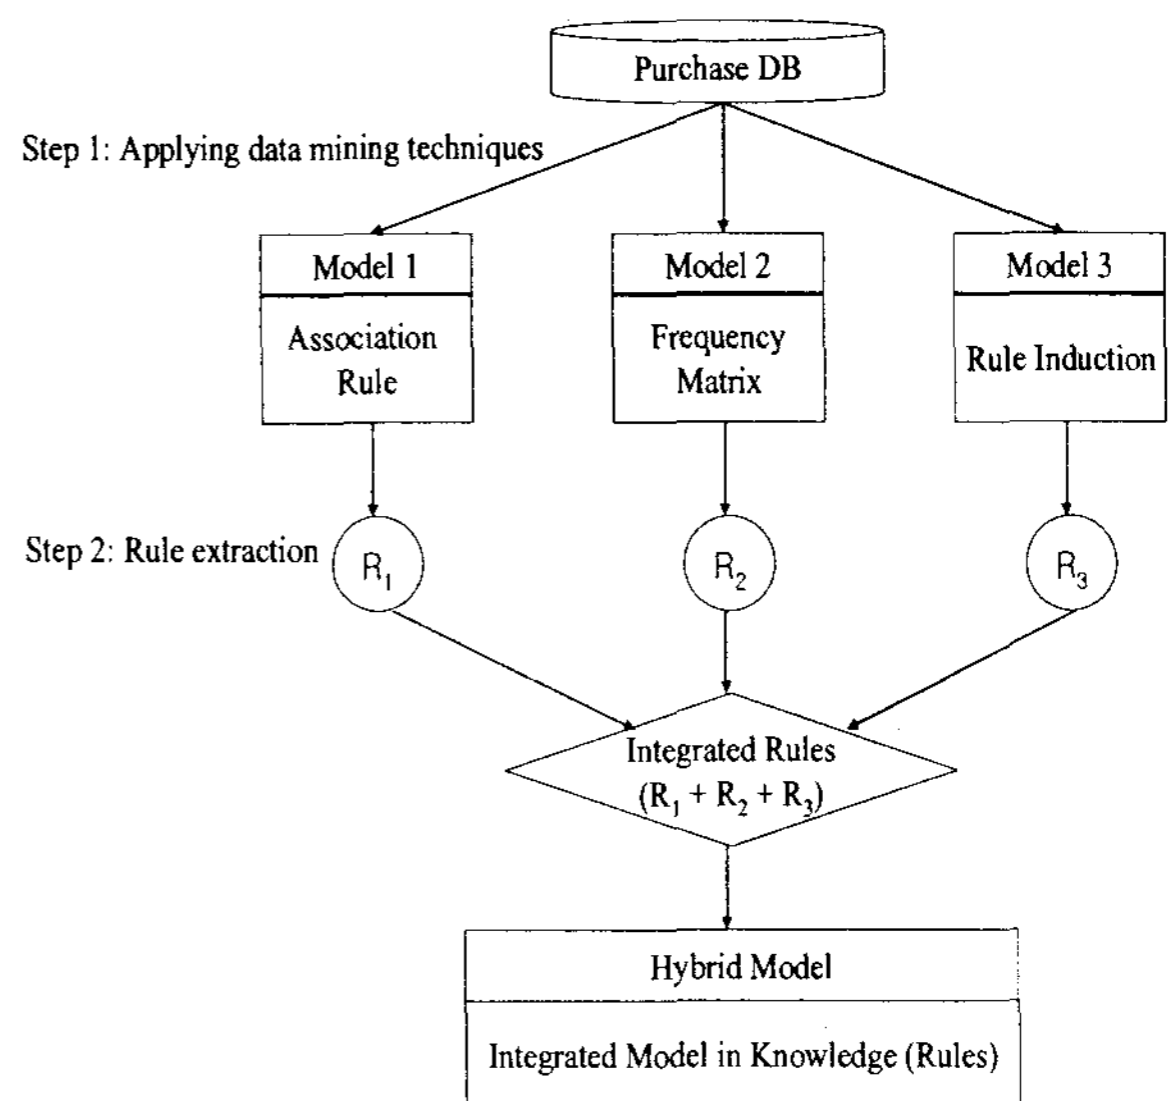 Purchase DB
Step 1: Applying data mining techniques
Model 1
Model 2
Model 3
Association
Rule
Frequency
Matrix
Rule Induction
Step 2: Rule extraction
R₁
R₂
R₃
Integrated Rules
(R₁ + R₂ + R₃)
Hybrid Model
Integrated Model in Knowledge (Rules)